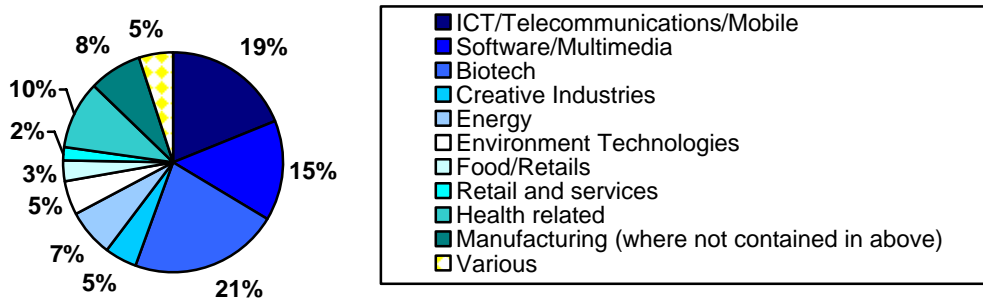 5%
8%
19%
10%
2%
3%
15%
5%
7%
5%
21%
ICT/Telecommunications/Mobile
Software/Multimedia
Biotech
Creative Industries
Energy
Environment Technologies
Food/Retails
Retail and services
Health related
Manufacturing (where not contained in above)
Various